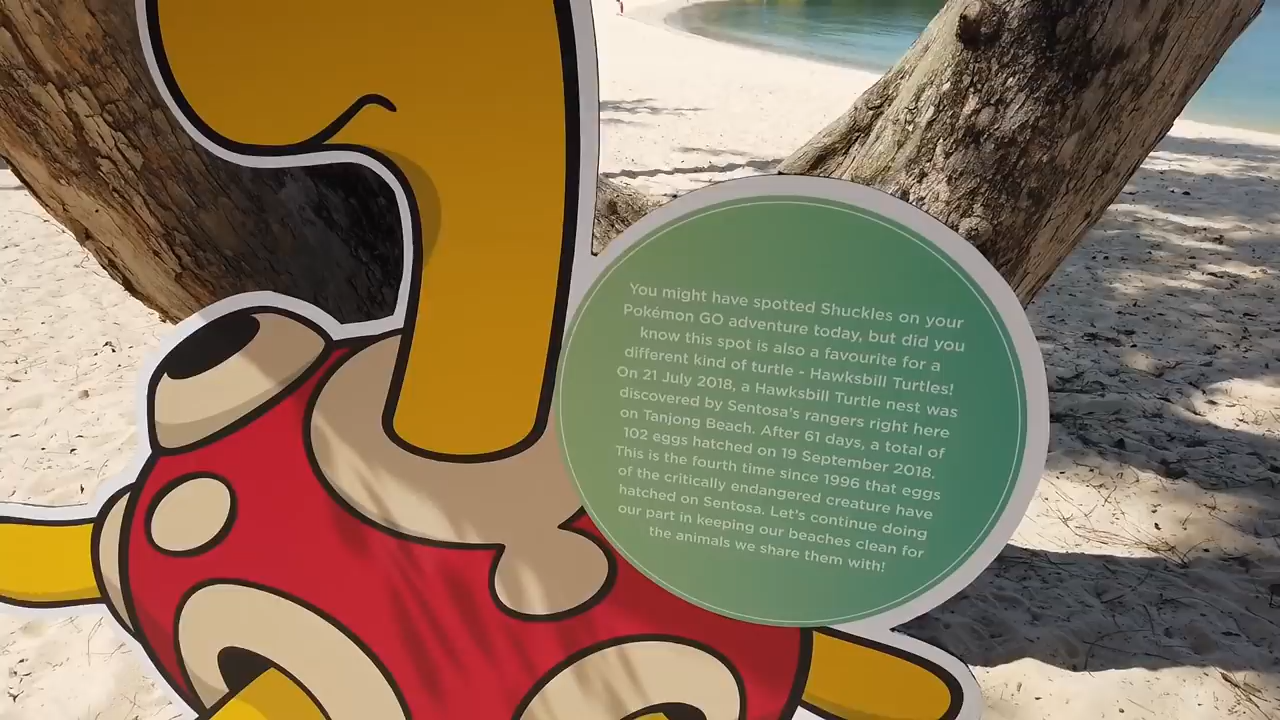 You might have spotted Shuckles on your
Pokémon GO adventure today, but did you
know this spot is also a favourite for a
different kind of turtle - Hawksbill Turtles!
On 21 July 2018, a Hawksbill Turtle nest was
discovered by Sentosa's rangers right here
on Tanjong Beach. After 61 days, a total of
102 eggs hatched on 19 September 2018.
This is the fourth time since 1996 that eggs
of the critically endangered creature have
hatched on Sentosa. Let's continue doing
our part in keeping our beaches clean for
the animals we share them with!